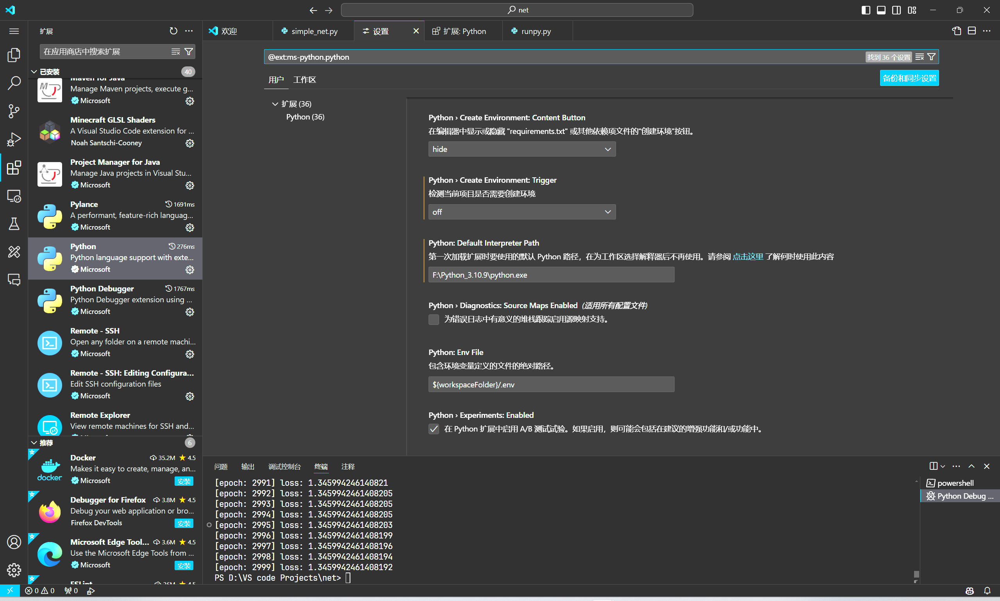 net
扩展
欢迎
simple_net.py
设置
扩展: Python
runpy.py
在应用商店中搜索扩展
已安装
40
Maven for Java
Manage Maven projects, execute g...
Microsoft
Minecraft GLSL Shaders
A Visual Studio Code extension for ...
Noah Santschi-Cooney
Project Manager for Java
Manage Java projects in Visual Stu...
Microsoft
Pylance
1691ms
A performant, feature-rich languag...
Microsoft
Python
276ms
Python language support with exte...
Microsoft
Python Debugger
1767ms
Python Debugger extension using ...
Microsoft
Remote - SSH
Open any folder on a remote machi...
Microsoft
Remote - SSH: Editing Configura...
Edit SSH configuration files
Microsoft
Remote Explorer
View remote machines for SSH and...
推荐
6
Docker
35.2M
4.5
Makes it easy to create, manage, an...
docker
Microsoft
安装
Debugger for Firefox
3.8M
4.5
Debug your web application or bro...
Firefox DevTools
安装
Microsoft Edge Tool...
3.6M
4.5
Use the Microsoft Edge Tools from ...
Microsoft
安装
ESLint
36M
4.5
@ext:ms-python.python
找到 36 个设置
用户
工作区
备份和同步设置
扩展 (36)
Python (36)
Python › Create Environment: Content Button
在编辑器中显示或隐藏 "requirements.txt" 或其他依赖项文件的“创建环境”按钮。
hide
Python › Create Environment: Trigger
检测当前项目是否需要创建环境
off
Python: Default Interpreter Path
第一次加载扩展时要使用的默认 Python 路径，在为工作区选择解释器后不再使用。请参阅 点击这里 了解何时使用此内容
F:\Python_3.10.9\python.exe
Python › Diagnostics: Source Maps Enabled (适用所有配置文件)
为错误日志中有意义的堆栈跟踪启用源映射支持。
Python: Env File
包含环境变量定义的文件的绝对路径。
${workspaceFolder}/.env
Python › Experiments: Enabled
在 Python 扩展中启用 A/B 测试试验。如果启用，则可能会包括在建议的增强功能和/或功能中。
问题
输出
调试控制台
终端
注释
[epoch: 2991] loss: 1.345994246140821
[epoch: 2992] loss: 1.3459942461408205
[epoch: 2993] loss: 1.3459942461408205
[epoch: 2994] loss: 1.3459942461408205
[epoch: 2995] loss: 1.3459942461408203
[epoch: 2996] loss: 1.3459942461408199
[epoch: 2997] loss: 1.3459942461408196
[epoch: 2998] loss: 1.3459942461408194
[epoch: 2999] loss: 1.3459942461408192
PS D:\VS code Projects\net>
powershell
Python Debug ...
0
0
0